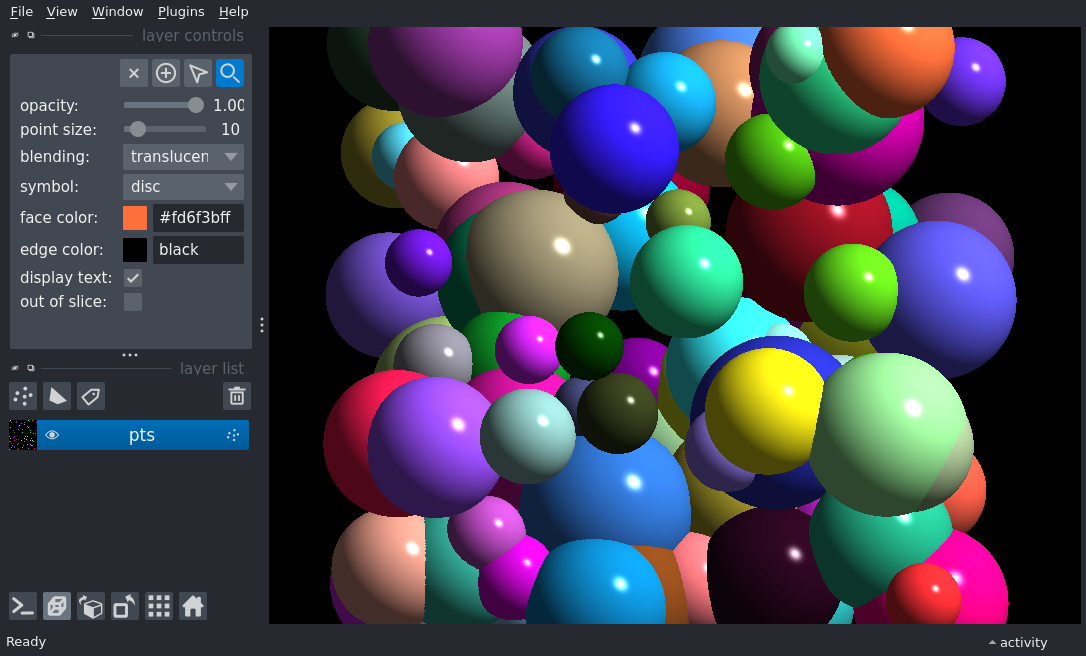 File View Window Plugins Help
layer controls
opacity: 1.00
point size: 10
blending: translucen
symbol: disc
face color: #fd6f3bff
edge color: black
display text:
out of slice:
layer list
pts
Ready
activity